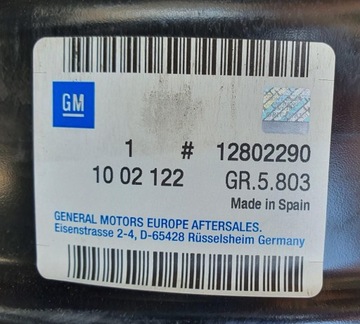 GM
1 # 12802290
10 02 122 GR.5.803
Made in Spain
GENERAL MOTORS EUROPE AFTERSALES.
Eisenstrasse 2-4, D-65428 Rüsselsheim Germany